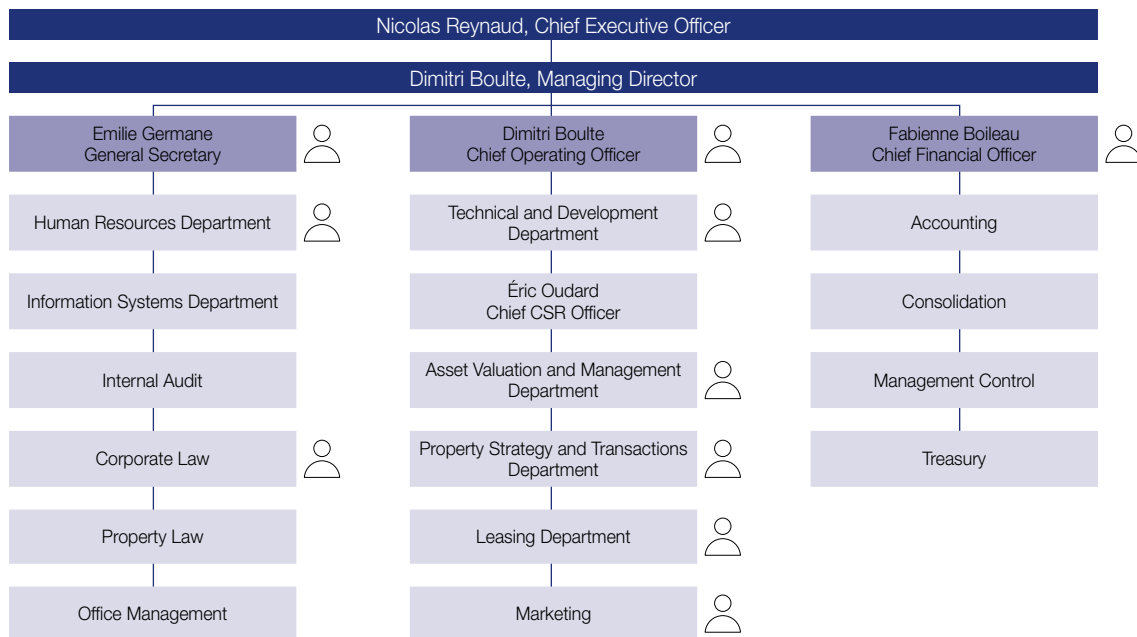 Nicolas Reynaud, Chief Executive Officer
Dimitri Boulte, Managing Director
Emilie Germane
General Secretary
Human Resources Department
Information Systems Department
Internal Audit
Corporate Law
Property Law
Office Management
Dimitri Boulte
Chief Operating Officer
Technical and Development
Department
Éric Oudard
Chief CSR Officer
Asset Valuation and Management
Department
Property Strategy and Transactions
Department
Leasing Department
Marketing
Fabienne Boileau
Chief Financial Officer
Accounting
Consolidation
Management Control
Treasury